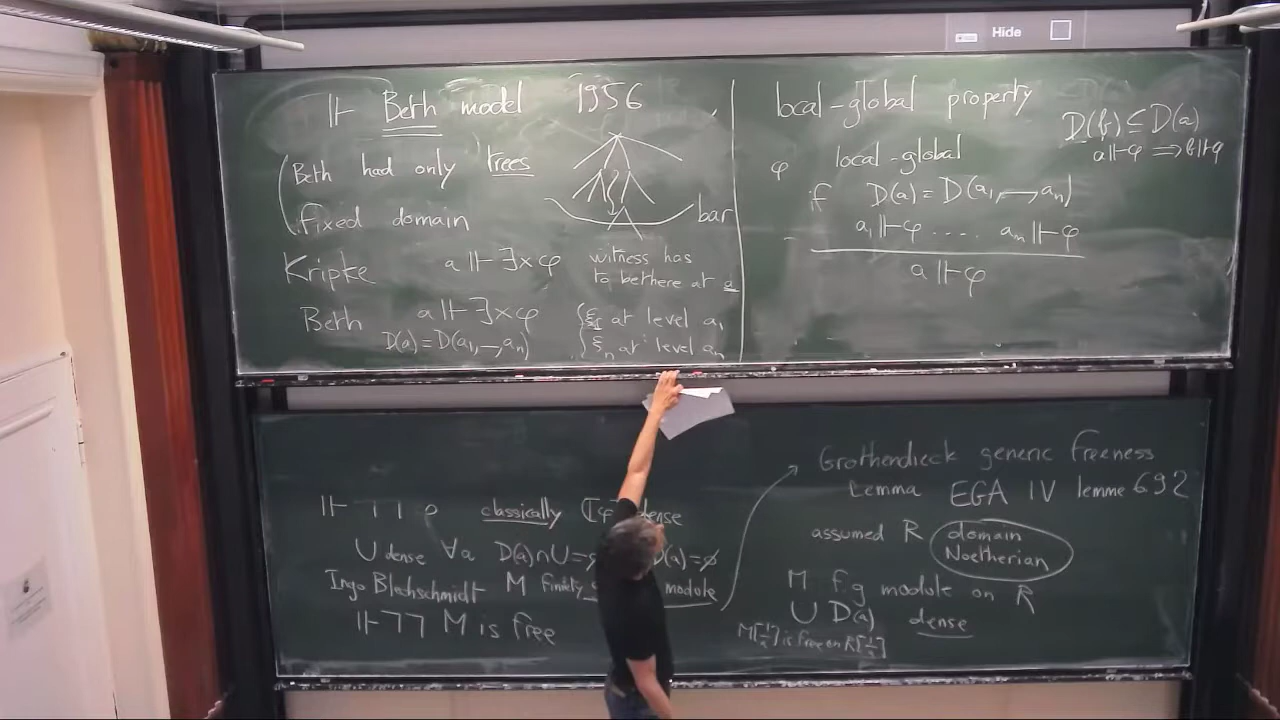 Hide
⊩ Beth model 1956
Beth had only trees
fixed domain
bar
Kripke a ⊩ ∃x φ witness has
to be there at a
Beth a ⊩ ∃x φ ξ₁ at level a₁
D(a) = D(a₁, —, aₙ) ξₙ at level aₙ
local-global property
D(b) ⊆ D(a)
a ⊩ φ ⟹ b ⊩ φ
φ local-global
if D(a) = D(a₁, —, aₙ)
a₁ ⊩ φ .... aₙ ⊩ φ
a ⊩ φ
⊩ ¬¬ classically dense
U dense ∀a D(a) ∩ U = D(a) = ∅
Ingo Blechschmidt M finitely module
⊩ ¬¬ M is free
Grothendieck generic freeness
Lemma EGA IV lemme 6 9 2
assumed R domain
Noetherian
M f.g module on R
∪ D(a) dense
M[1/a] is free on R[1/a]